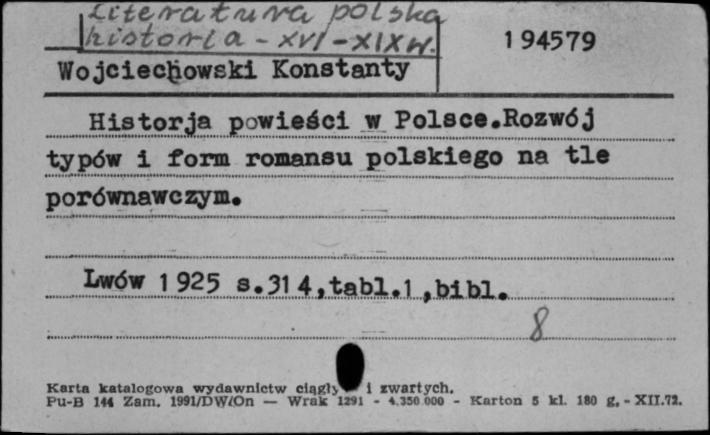 Literatura polska
historia - XVI - XIX w.
194579
Wojciechowski Konstanty
Historja powieści w Polsce.Rozwój
typów i form romansu polskiego na tle
porównawczym.
Lwów 1925 s.314,tabl.1,bibl.
8
Karta katalogowa wydawnictw ciągły i zwartych.
Pu-B 144 Zam. 1991/DW/On — Wrak 1291 - 4.350 000 - Karton 5 kl. 180 g. - XII.72.